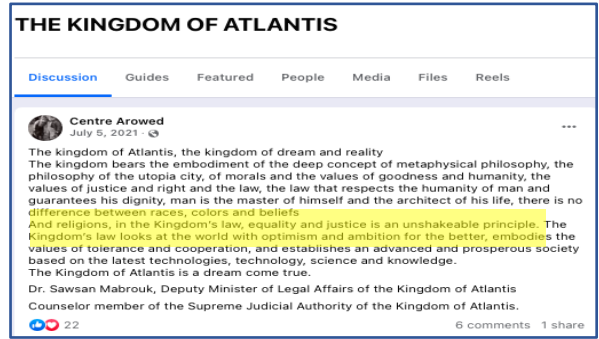 THE KINGDOM OF ATLANTIS
Discussion Guides Featured People Media Files Reels
Centre Arowed
July 5, 2021 ·
The kingdom of Atlantis, the kingdom of dream and reality
The kingdom bears the embodiment of the deep concept of metaphysical philosophy, the
philosophy of the utopia city, of morals and the values of goodness and humanity, the
values of justice and right and the law, the law that respects the humanity of man and
guarantees his dignity, man is the master of himself and the architect of his life, there is no
difference between races, colors and beliefs
And religions, in the Kingdom's law, equality and justice is an unshakeable principle. The
Kingdom's law looks at the world with optimism and ambition for the better, embodies the
values of tolerance and cooperation, and establishes an advanced and prosperous society
based on the latest technologies, technology, science and knowledge.
The Kingdom of Atlantis is a dream come true.
Dr. Sawsan Mabrouk, Deputy Minister of Legal Affairs of the Kingdom of Atlantis
Counselor member of the Supreme Judicial Authority of the Kingdom of Atlantis.
22 6 comments 1 share